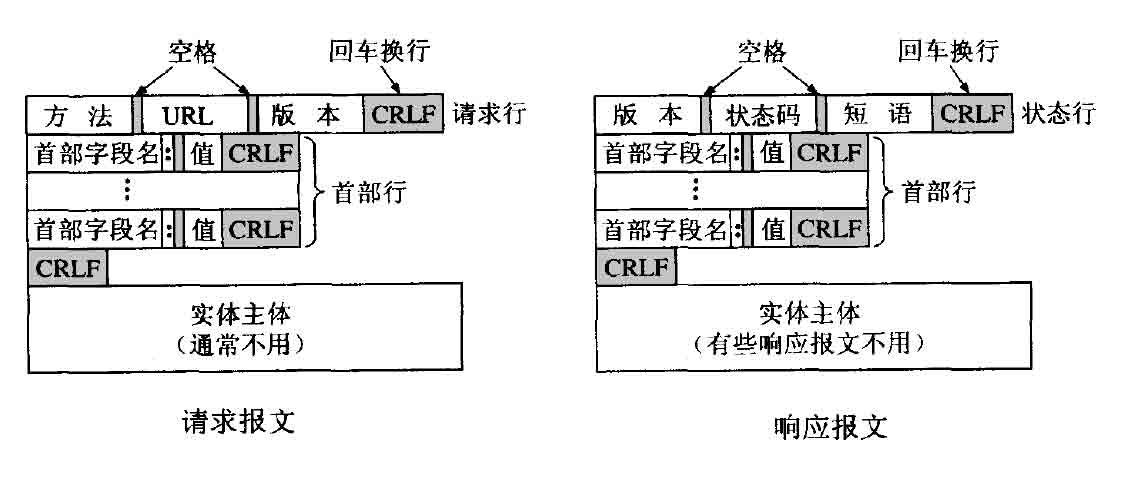 空格 回车换行
方法 URL 版本 CRLF 请求行
首部字段名: 值 CRLF
⋮
首部行
首部字段名: 值 CRLF
CRLF
实体主体
(通常不用)
请求报文
空格 回车换行
版本 状态码 短语 CRLF 状态行
首部字段名: 值 CRLF
⋮
首部行
首部字段名: 值 CRLF
CRLF
实体主体
(有些响应报文不用)
响应报文